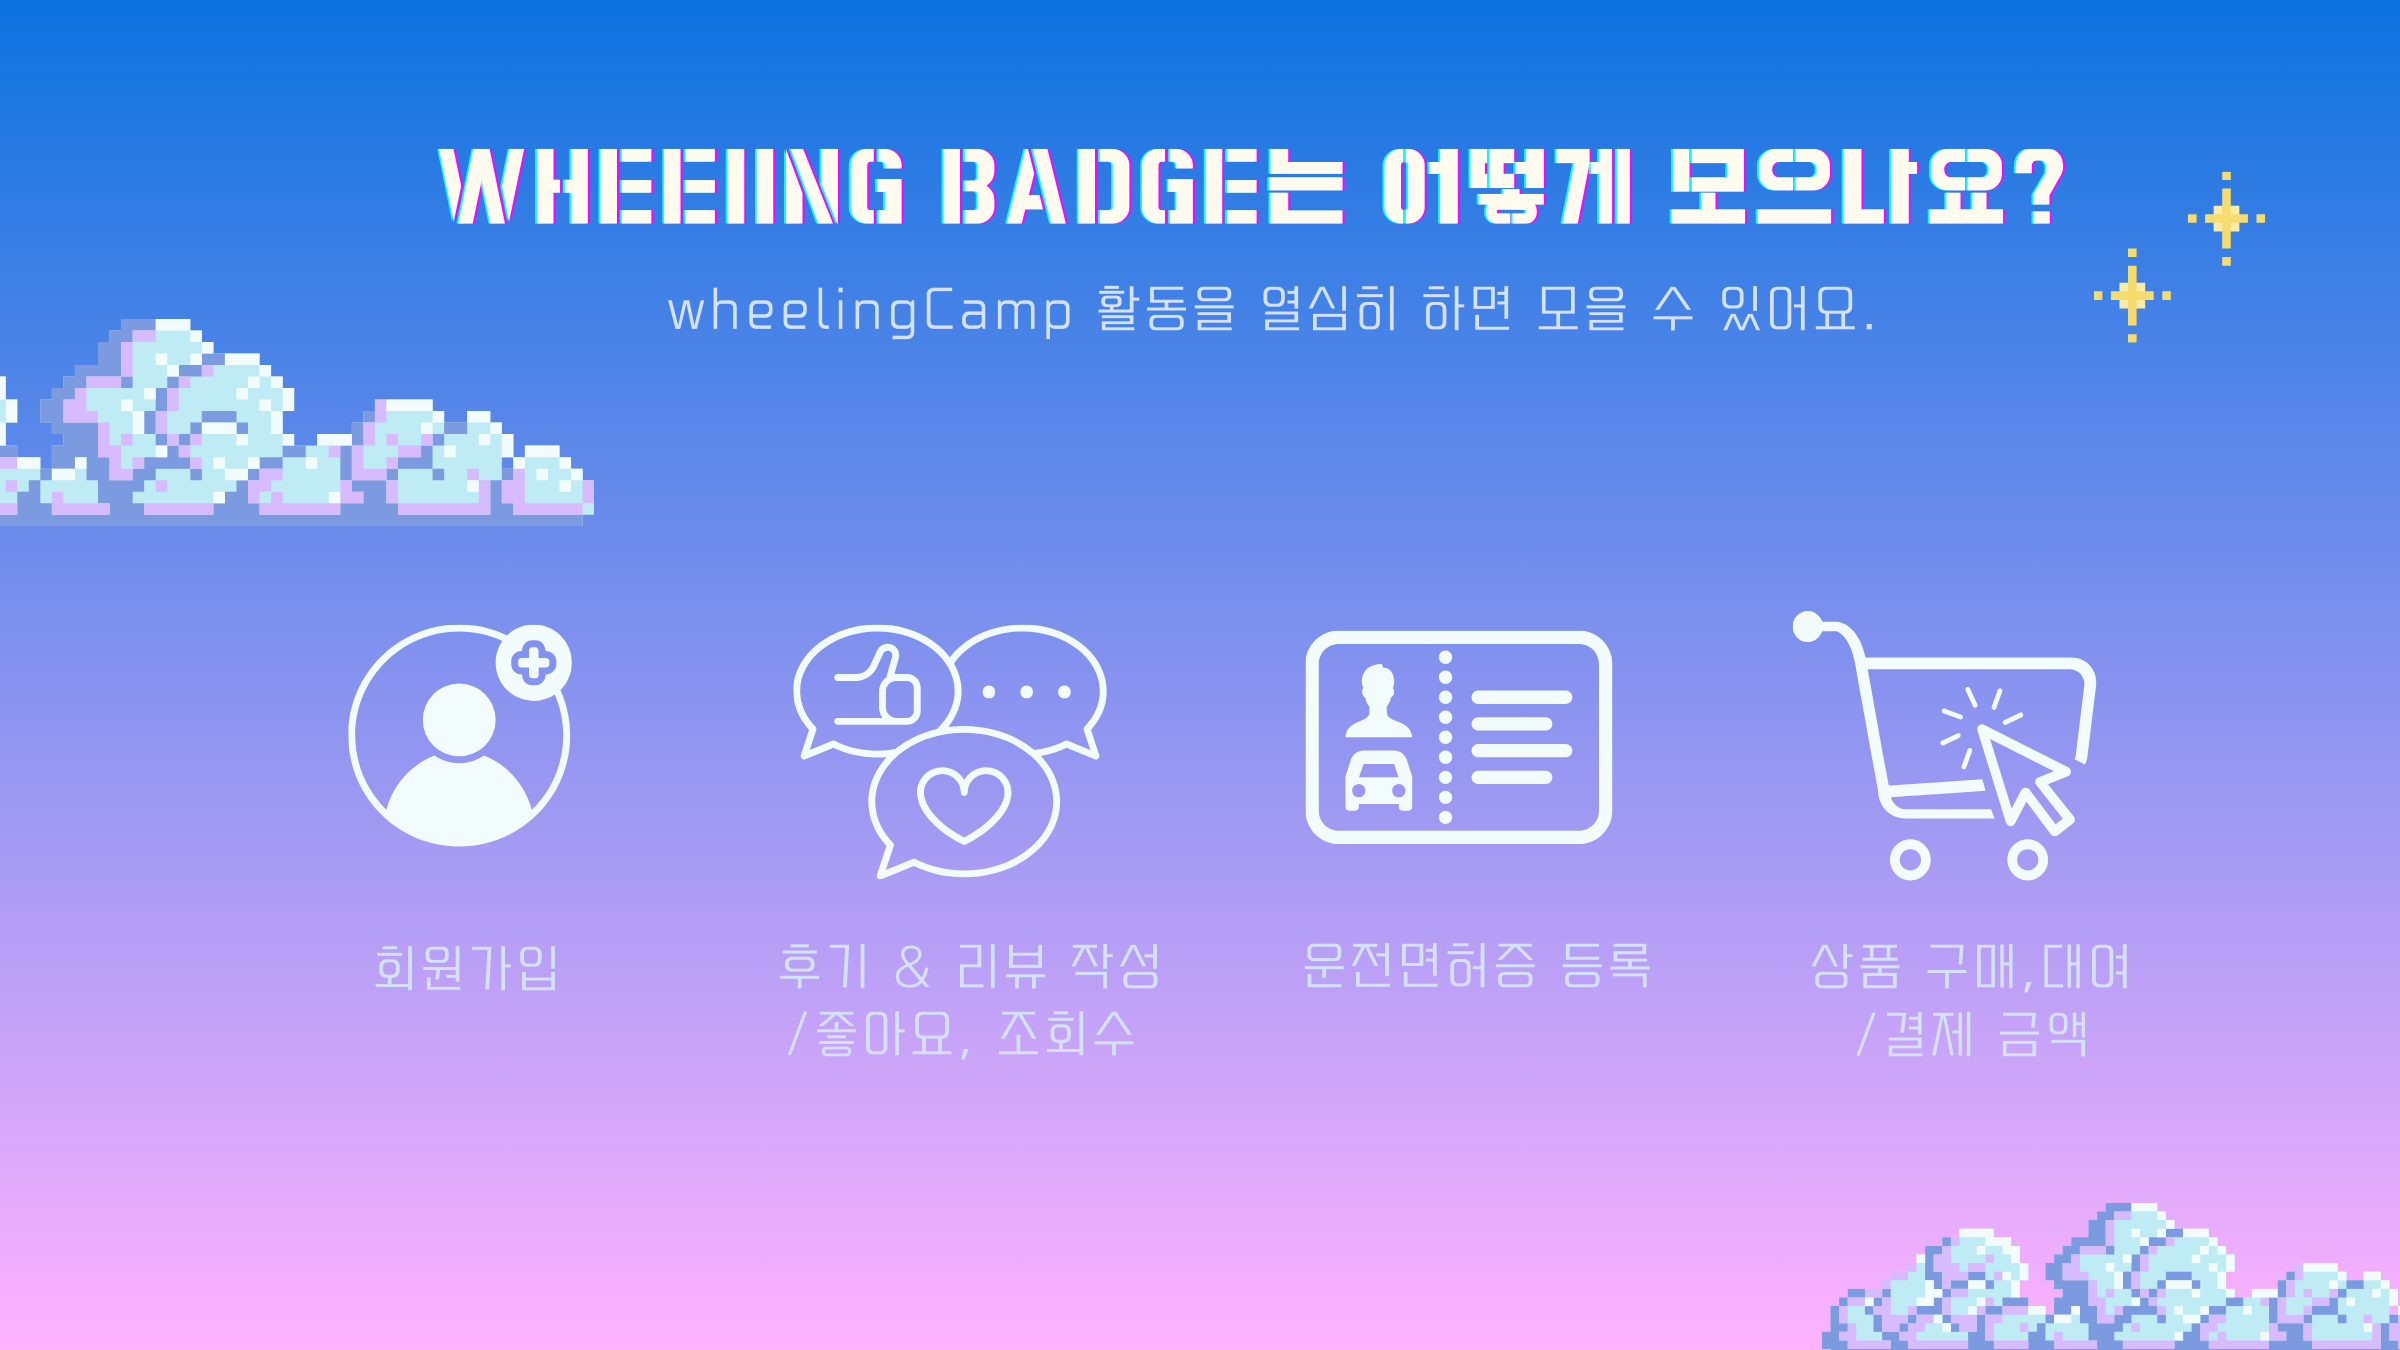 WHEEIING BADGE는 어떻게 모으나요?
wheelingCamp 활동을 열심히 하면 모을 수 있어요.
회원가입
후기 & 리뷰 작성
/좋아요, 조회수
운전면허증 등록
상품 구매,대여
/결제 금액